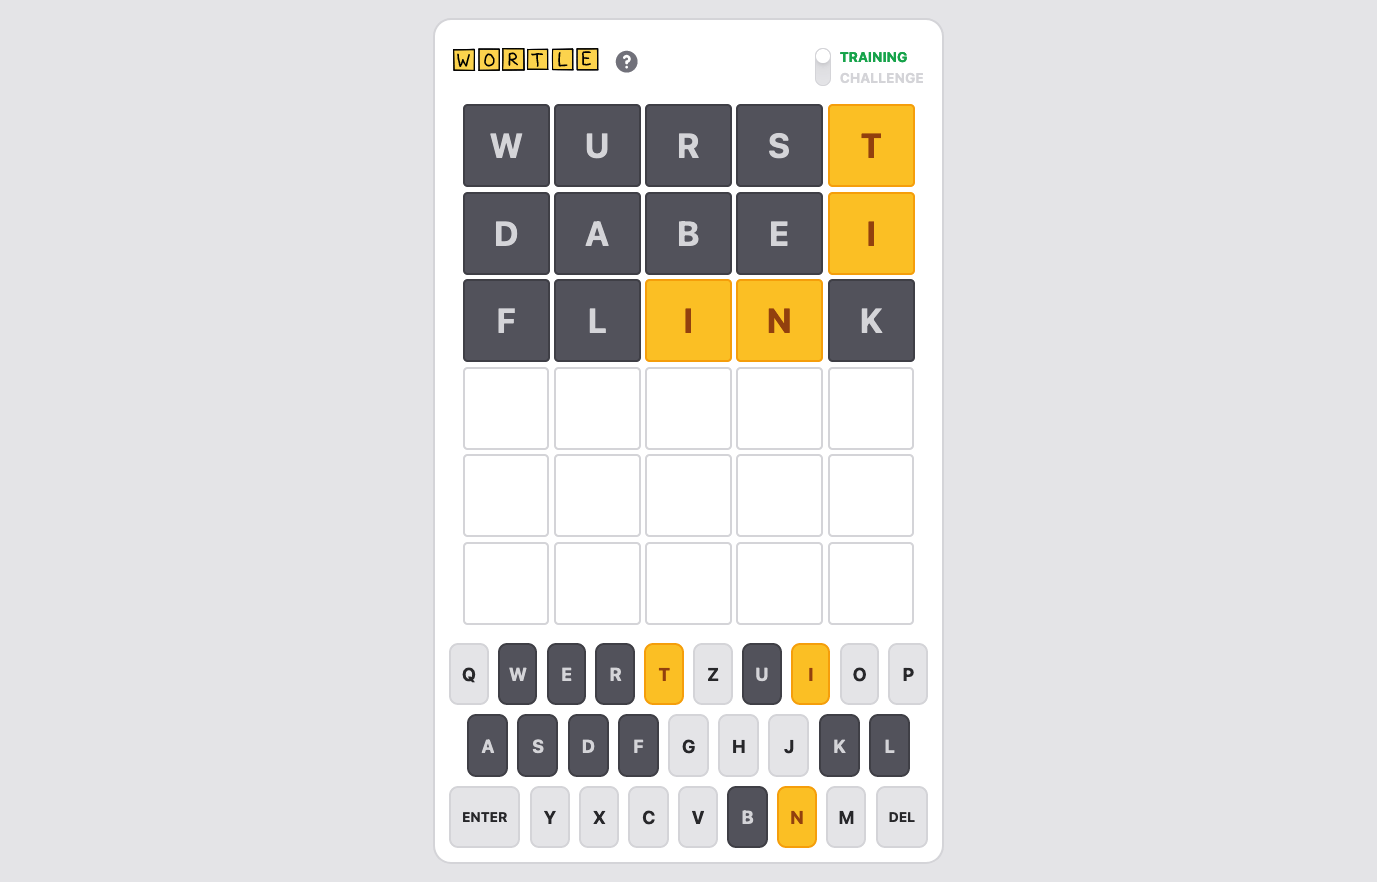 WORTLE ? TRAINING
CHALLENGE
W U R S T
D A B E I
F L I N K
Q W E R T Z U I O P
A S D F G H J K L
ENTER Y X C V B N M DEL